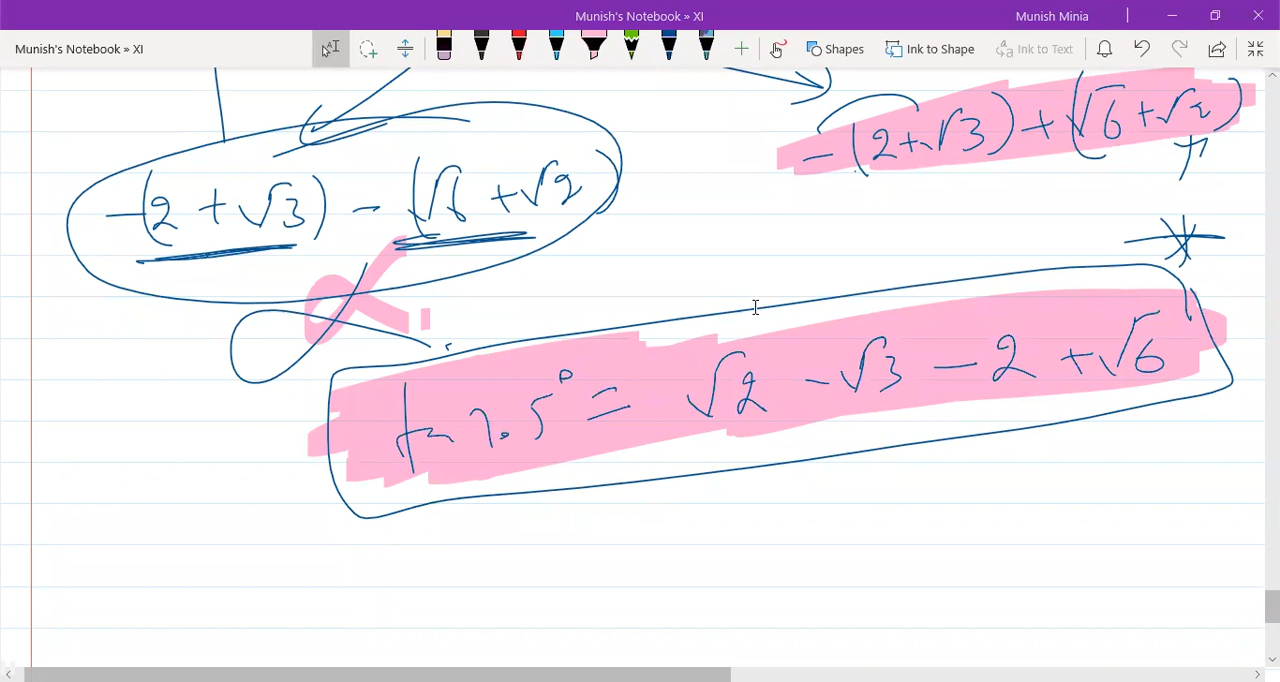 Munish's Notebook » XI
Munish Minia
Munish's Notebook » XI
Shapes
Ink to Shape
Ink to Text
-(2+√3)+(√6+√2)
-(2+√3)-(√6+√2)
tan 7.5° = √2 -√3 -2 +√6